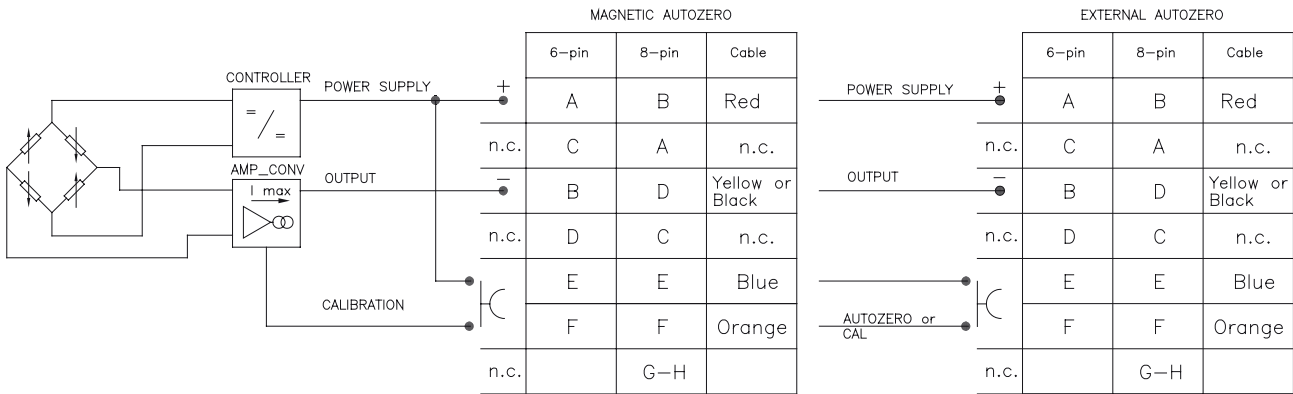 MAGNETIC AUTOZERO
EXTERNAL AUTOZERO
6-pin 8-pin Cable
6-pin 8-pin Cable
CONTROLLER
POWER SUPPLY
+
A B Red
POWER SUPPLY
+
A B Red
= / =
n.c. C A n.c.
n.c. C A n.c.
AMP_CONV
I max
OUTPUT
−
B D Yellow or
Black
OUTPUT
−
B D Yellow or
Black
n.c. D C n.c.
n.c. D C n.c.
E E Blue
E E Blue
CALIBRATION
F F Orange
AUTOZERO or
CAL
F F Orange
n.c. G-H
n.c. G-H